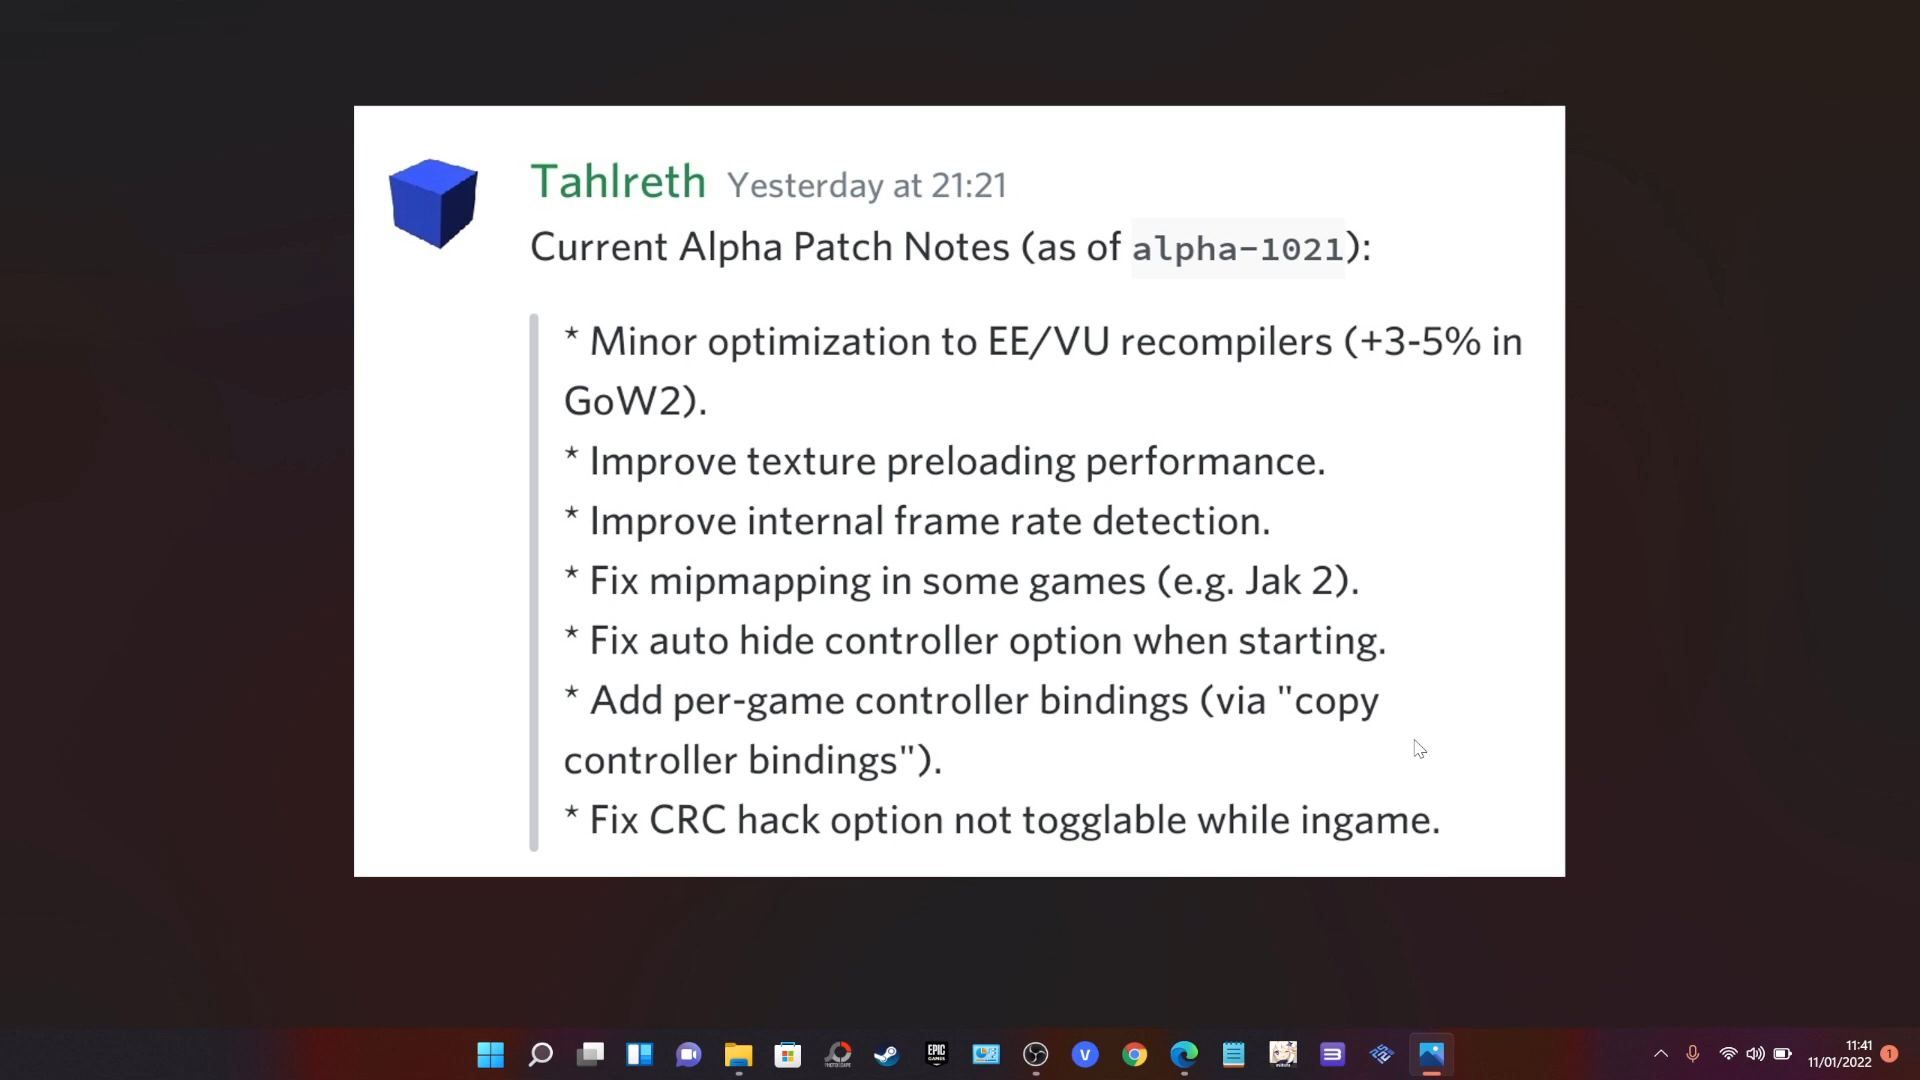 Tahlreth Yesterday at 21:21
Current Alpha Patch Notes (as of alpha-1021):
* Minor optimization to EE/VU recompilers (+3-5% in
GoW2).
* Improve texture preloading performance.
* Improve internal frame rate detection.
* Fix mipmapping in some games (e.g. Jak 2).
* Fix auto hide controller option when starting.
* Add per-game controller bindings (via "copy
controller bindings").
* Fix CRC hack option not togglable while ingame.
EPIC
GAMES
V
11:41
11/01/2022
1